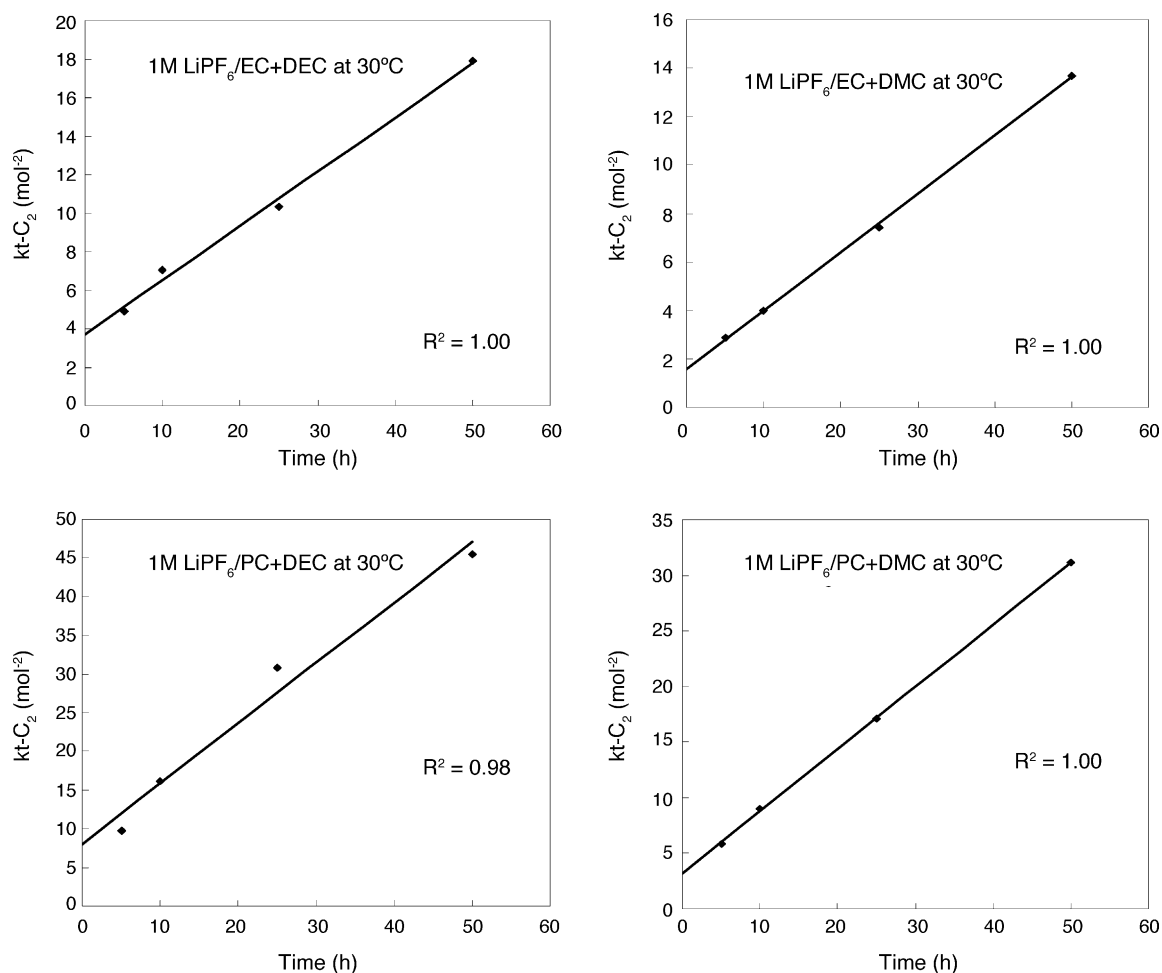 20
18
16
14
12
10
8
6
4
2
0
kt-C₂ (mol⁻²)
1M LiPF₆/EC+DEC at 30ºC
R² = 1.00
0 10 20 30 40 50 60
Time (h)
16
14
12
10
8
6
4
2
0
kt-C₂ (mol⁻²)
1M LiPF₆/EC+DMC at 30ºC
R² = 1.00
0 10 20 30 40 50 60
Time (h)
50
45
40
35
30
25
20
15
10
5
0
kt-C₂ (mol⁻²)
1M LiPF₆/PC+DEC at 30ºC
R² = 0.98
0 10 20 30 40 50 60
Time (h)
35
30
25
20
15
10
5
0
kt-C₂ (mol⁻²)
1M LiPF₆/PC+DMC at 30ºC
R² = 1.00
0 10 20 30 40 50 60
Time (h)